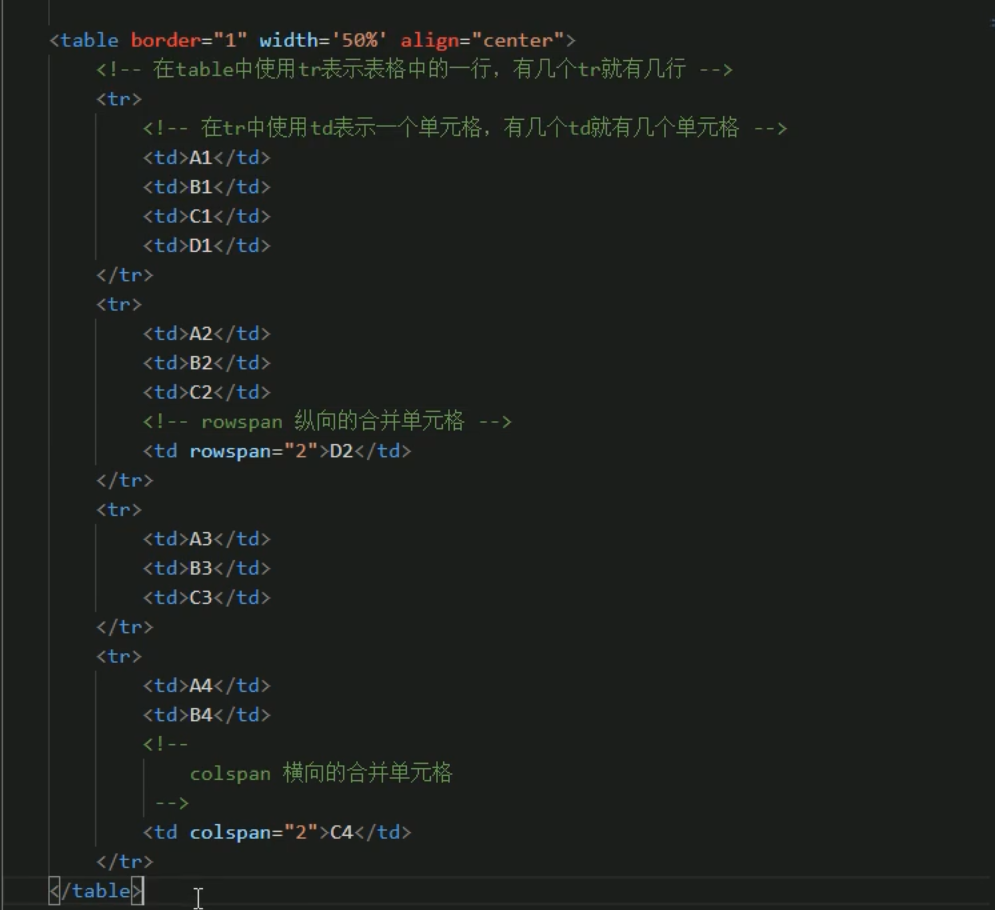 <table border="1" width='50%' align="center">
<!-- 在table中使用tr表示表格中的一行，有几个tr就有几行 -->
<tr>
<!-- 在tr中使用td表示一个单元格，有几个td就有几个单元格 -->
<td>A1</td>
<td>B1</td>
<td>C1</td>
<td>D1</td>
</tr>
<tr>
<td>A2</td>
<td>B2</td>
<td>C2</td>
<!-- rowspan 纵向的合并单元格 -->
<td rowspan="2">D2</td>
</tr>
<tr>
<td>A3</td>
<td>B3</td>
<td>C3</td>
</tr>
<tr>
<td>A4</td>
<td>B4</td>
<!--
colspan 横向的合并单元格
-->
<td colspan="2">C4</td>
</tr>
</table>